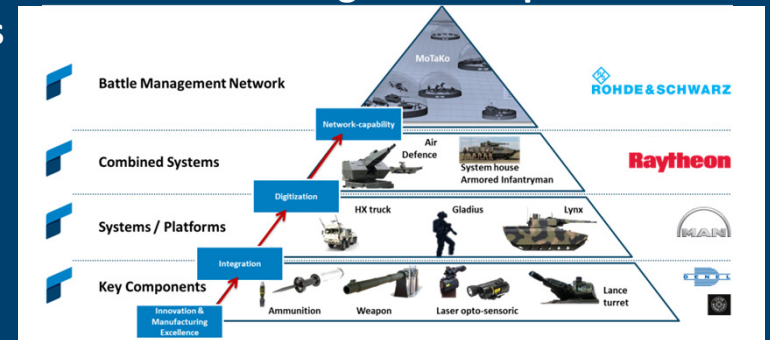 s
MoTaKo
Battle Management Network
ROHDE&SCHWARZ
Network-capability
Combined Systems
Air
Defence
System house
Armored Infantryman
Raytheon
Digitization
Systems / Platforms
HX truck
Gladius
Lynx
MAN
Integration
Key Components
Ammunition
Weapon
Laser opto-sensoric
Lance
turret
DENEL
Innovation &
Manufacturing
Excellence